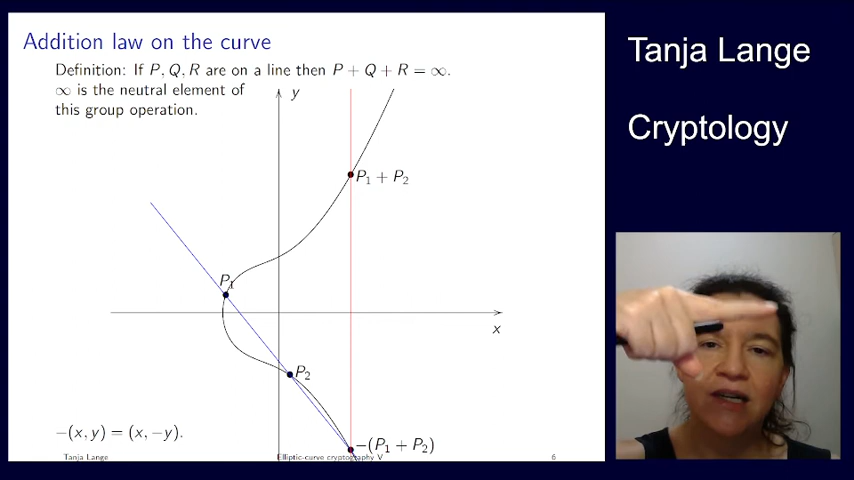 Addition law on the curve
Definition: If P, Q, R are on a line then P + Q + R = ∞.
∞ is the neutral element of
this group operation.
y
P₁ + P₂
P₁
x
P₂
−(P₁ + P₂)
−(x, y) = (x, −y).
Tanja Lange
Elliptic-curve cryptography V
6
Tanja Lange
Cryptology